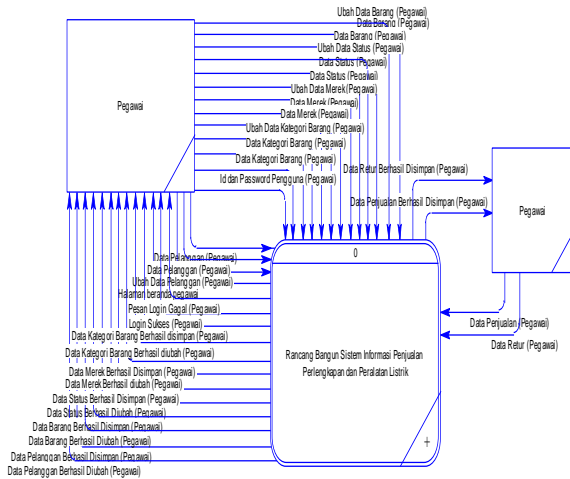 Ubah Data Barang (Pegawai)
Data Barang (Pegawai)
Data Barang (Pegawai)
Ubah Data Status (Pegawai)
Data Status (Pegawai)
Data Status (Pegawai)
Ubah Data Merek (Pegawai)
Data Merek (Pegawai)
Data Merek (Pegawai)
Ubah Data Kategori Barang (Pegawai)
Data Kategori Barang (Pegawai)
Data Kategori Barang (Pegawai)
Id dan Password Pengguna (Pegawai)
Pegawai
Data Retur Berhasil Disimpan (Pegawai)
Data Penjualan Berhasil Disimpan (Pegawai)
Pegawai
Data Penjualan (Pegawai)
Data Retur (Pegawai)
0
Rancang Bangun Sistem Informasi Penjualan
Perlengkapan dan Peralatan Listrik
+
Data Pelanggan (Pegawai)
Data Pelanggan (Pegawai)
Ubah Data Pelanggan (Pegawai)
Halaman beranda pegawai
Pesan Login Gagal (Pegawai)
Login Sukses (Pegawai)
Data Kategori Barang Berhasil disimpan (Pegawai)
Data Kategori Barang Berhasil diubah (Pegawai)
Data Merek Berhasil Disimpan (Pegawai)
Data Merek Berhasil diubah (Pegawai)
Data Status Berhasil Disimpan (Pegawai)
Data Status Berhasil Diubah (Pegawai)
Data Barang Berhasil Disimpan (Pegawai)
Data Barang Berhasil Diubah (Pegawai)
Data Pelanggan Berhasil Disimpan (Pegawai)
Data Pelanggan Berhasil Diubah (Pegawai)